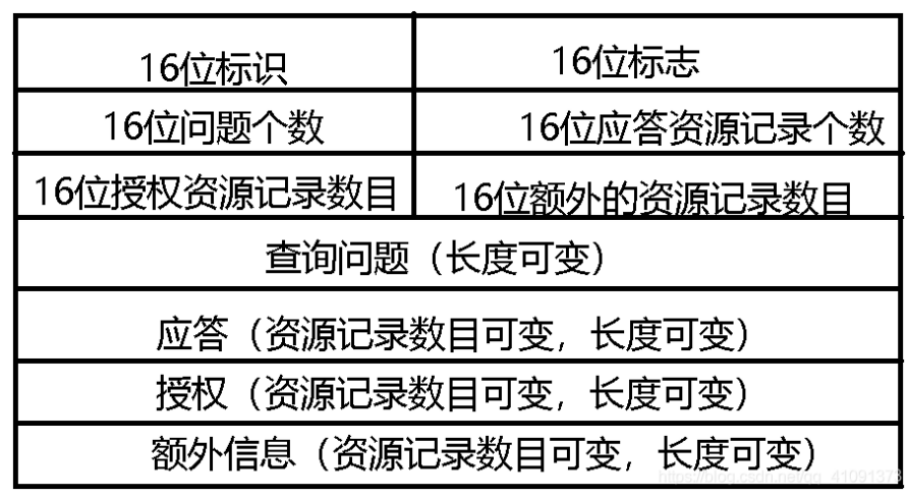 16位标识
16位标志
16位问题个数
16位应答资源记录个数
16位授权资源记录数目
16位额外的资源记录数目
查询问题（长度可变）
应答（资源记录数目可变，长度可变）
授权（资源记录数目可变，长度可变）
额外信息（资源记录数目可变，长度可变）
https://blog.csdn.net/qq_41091373